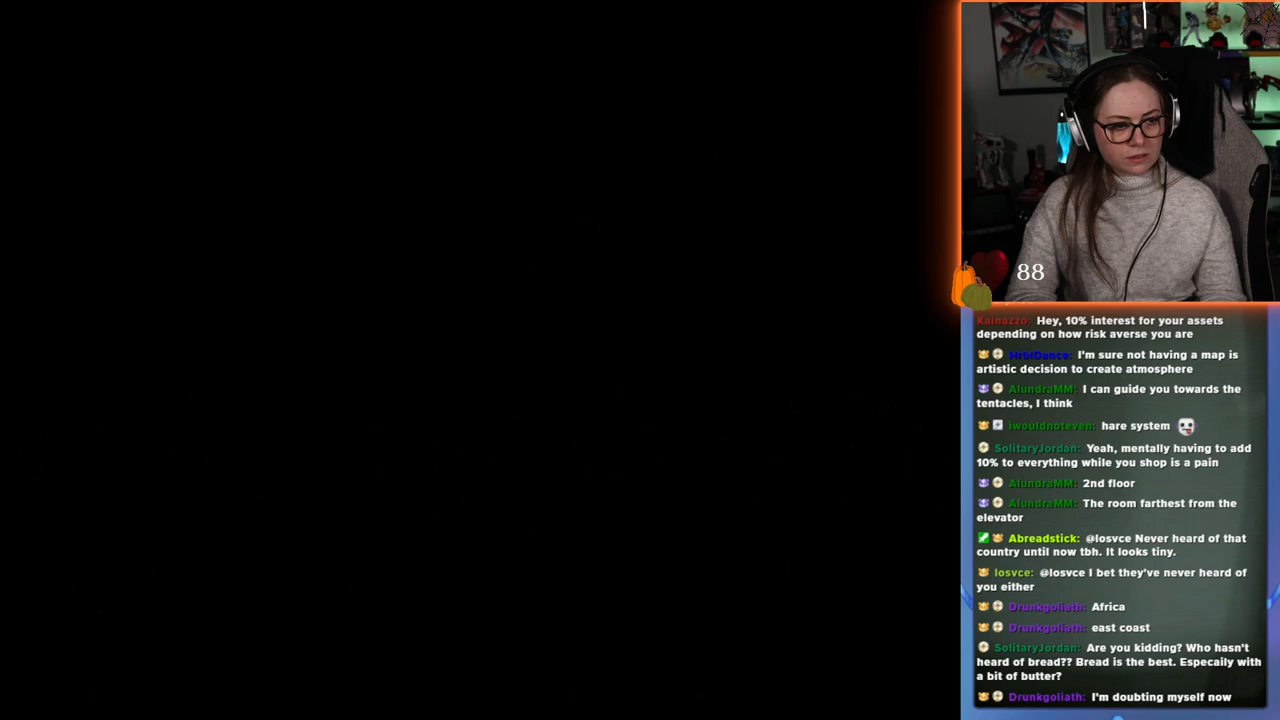 88
Kainazzo: Hey, 10% interest for your assets
depending on how risk averse you are
HrblDance: I'm sure not having a map is
artistic decision to create atmosphere
AlundraMM: I can guide you towards the
tentacles, I think
iwouldnoteven: hare system
SolitaryJordan: Yeah, mentally having to add
10% to everything while you shop is a pain
AlundraMM: 2nd floor
AlundraMM: The room farthest from the
elevator
Abreadstick: @losvce Never heard of that
country until now tbh. It looks tiny.
losvce: @losvce I bet they've never heard of
you either
Drunkgoliath: Africa
Drunkgoliath: east coast
SolitaryJordan: Are you kidding? Who hasn't
heard of bread?? Bread is the best. Especaily with
a bit of butter?
Drunkgoliath: I'm doubting myself now